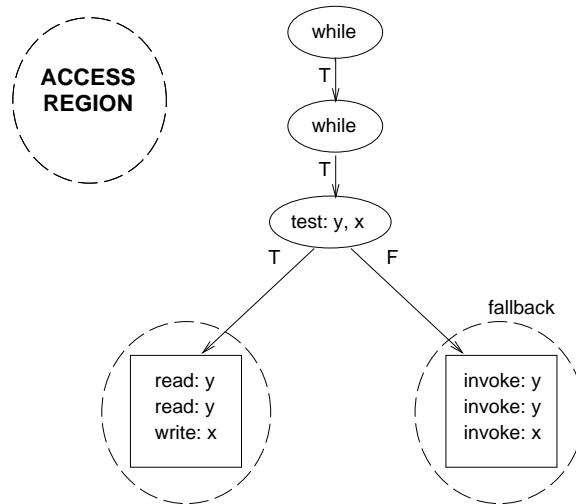 while
ACCESS
REGION
T
while
T
test: y, x
T
F
fallback
read: y
read: y
write: x
invoke: y
invoke: y
invoke: x